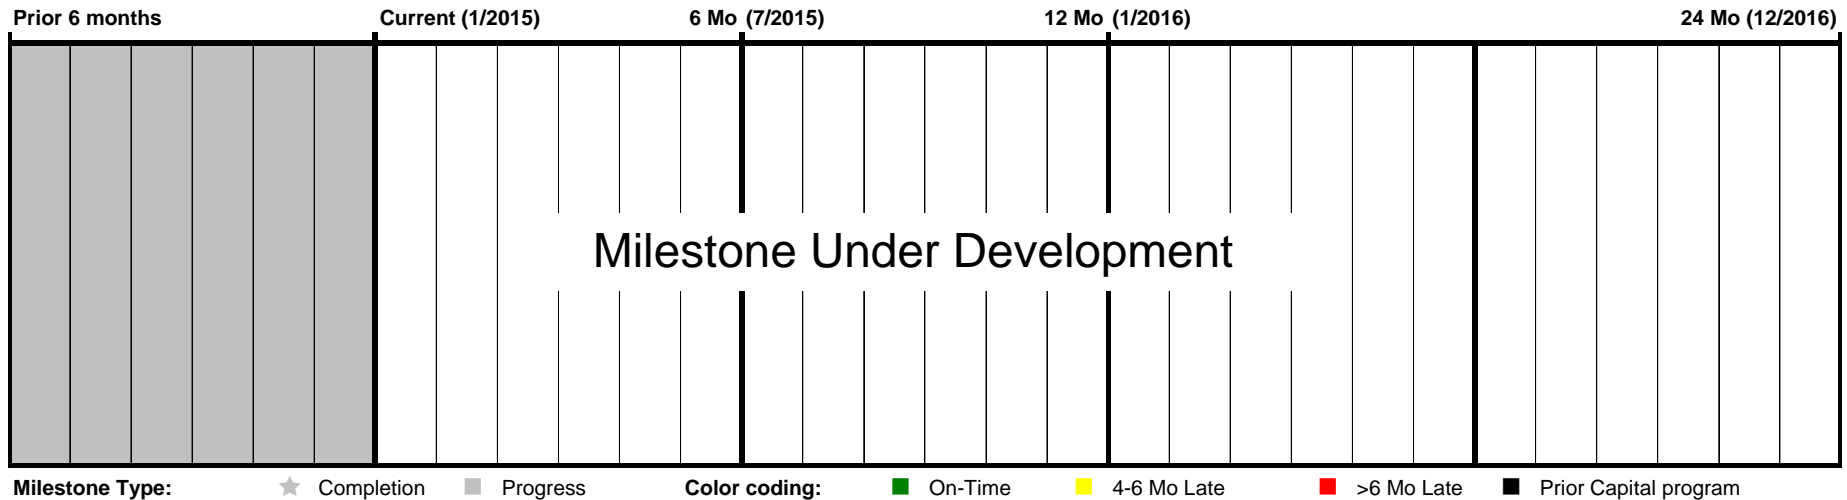 Prior 6 months Current (1/2015) 6 Mo (7/2015) 12 Mo (1/2016) 24 Mo (12/2016)
Milestone Under Development
Milestone Type: Completion Progress Color coding: On-Time 4-6 Mo Late >6 Mo Late Prior Capital program